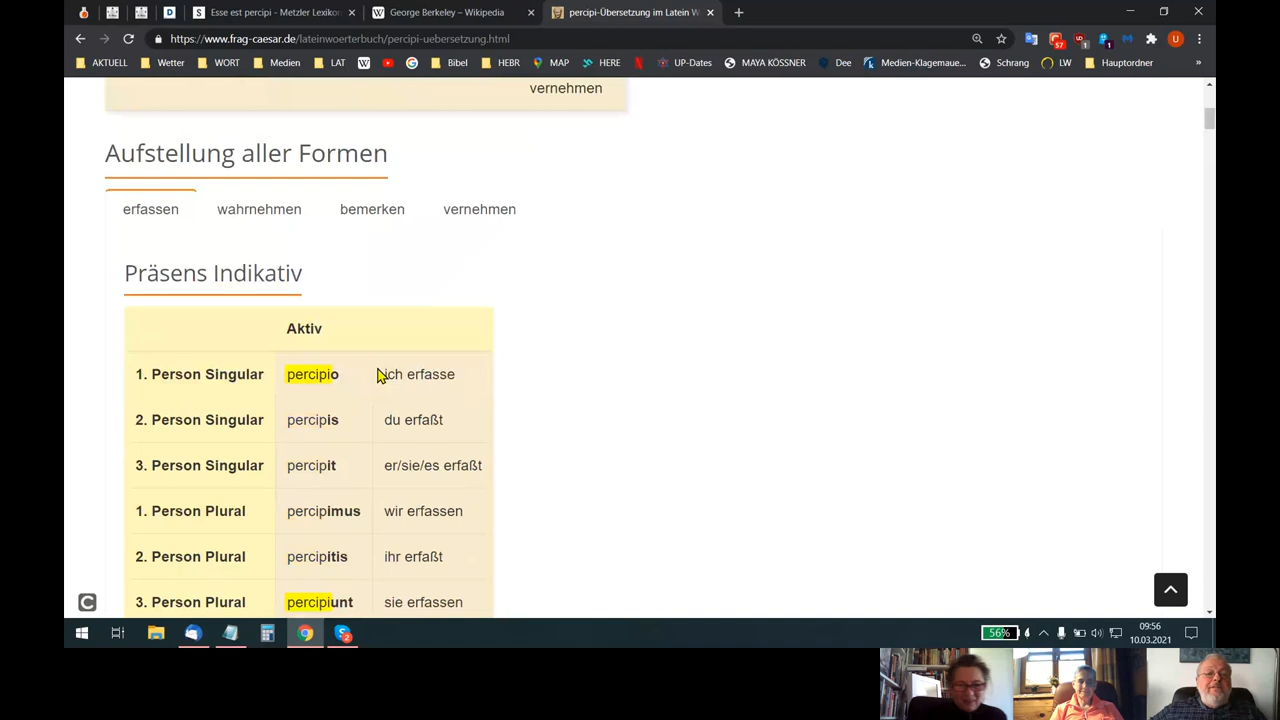 Esse est percipi - Metzler Lexikon
George Berkeley – Wikipedia
percipi-Übersetzung im Latein W
https://www.frag-caesar.de/lateinwoerterbuch/percipi-uebersetzung.html
57
1
1
U
AKTUELL Wetter WORT Medien LAT Bibel HEBR MAP HERE UP-Dates MAYA KÖSSNER Dee Medien-Klagemaue... Schrang LW Hauptordner »
vernehmen
Aufstellung aller Formen
erfassen wahrnehmen bemerken vernehmen
Präsens Indikativ
Aktiv
1. Person Singular percipio ich erfasse
2. Person Singular percipis du erfaßt
3. Person Singular percipit er/sie/es erfaßt
1. Person Plural percipimus wir erfassen
2. Person Plural percipitis ihr erfaßt
3. Person Plural percipiunt sie erfassen
56%
09:56
10.03.2021